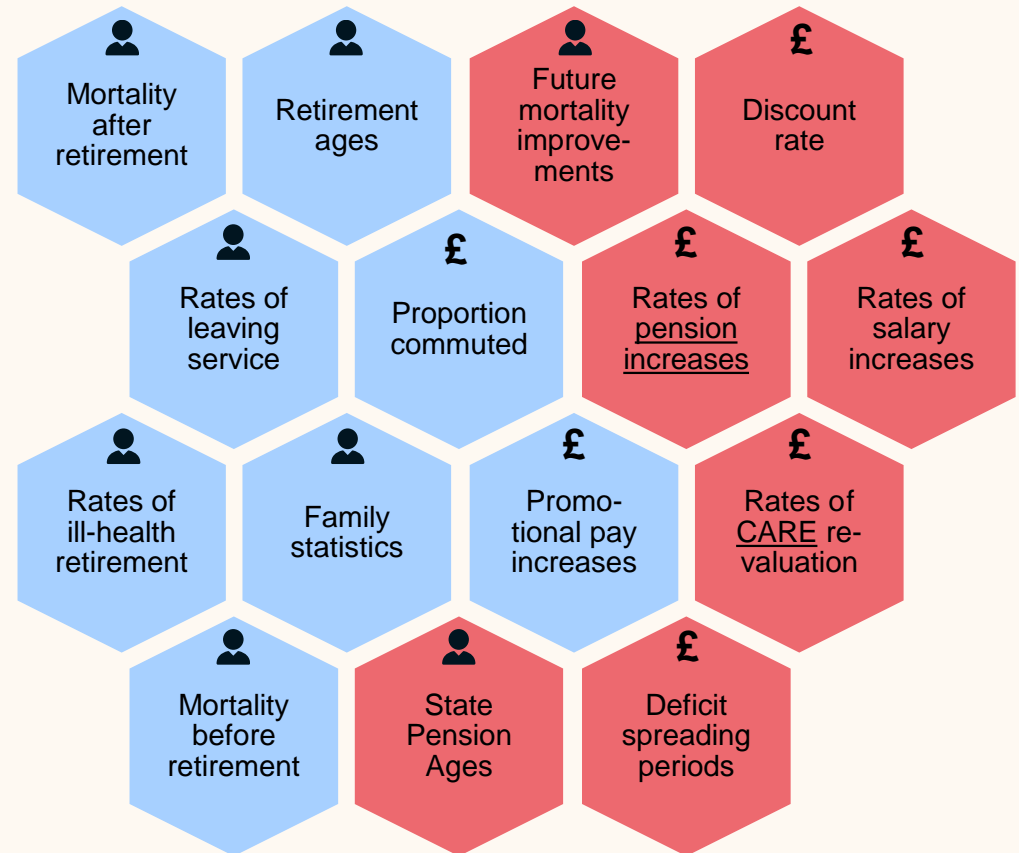 £
Mortality
after
retirement
Retirement
ages
Future
mortality
improve-
ments
Discount
rate
£
£
£
Rates of
leaving
service
Proportion
commuted
Rates of
pension
increases
Rates of
salary
increases
£
£
Rates of
ill-health
retirement
Family
statistics
Promo-
tional pay
increases
Rates of
CARE re-
valuation
£
Mortality
before
retirement
State
Pension
Ages
Deficit
spreading
periods